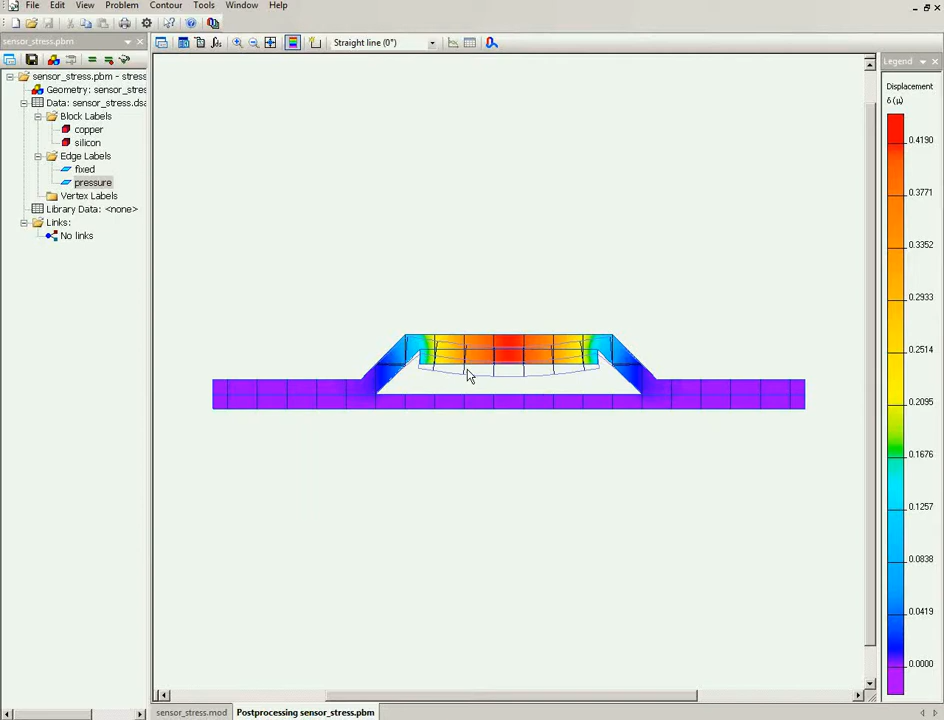 File Edit View Problem Contour Tools Window Help
Straight line (0°)
sensor_stress.pbm
sensor_stress.pbm - stress
Geometry: sensor_stres
Data: sensor_stress.dsa
Block Labels
copper
silicon
Edge Labels
fixed
pressure
Vertex Labels
Library Data: <none>
Links:
No links
Legend
Displacement
δ (μ)
0.4190
0.3771
0.3352
0.2933
0.2514
0.2095
0.1676
0.1257
0.0838
0.0419
0.0000
sensor_stress.mod Postprocessing sensor_stress.pbm